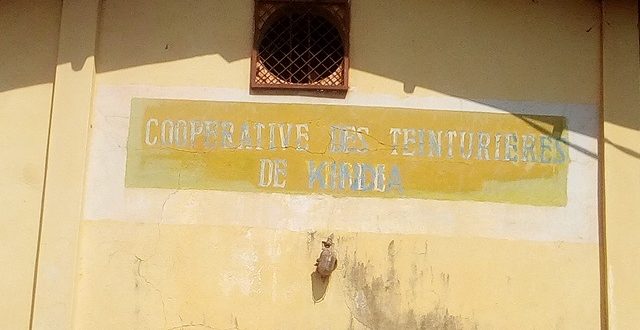 COOPERATIVE DES TEINTURIERES
DE KINDIA